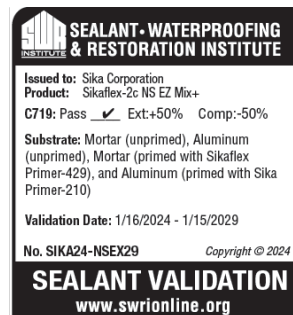 SWR
INSTITUTE
SEALANT • WATERPROOFING
& RESTORATION INSTITUTE
Issued to: Sika Corporation
Product: Sikaflex-2c NS EZ Mix+
C719: Pass ✔ Ext:+50% Comp:-50%
Substrate: Mortar (unprimed), Aluminum
(unprimed), Mortar (primed with Sikaflex
Primer-429), and Aluminum (primed with Sika
Primer-210)
Validation Date: 1/16/2024 - 1/15/2029
No. SIKA24-NSEX29 Copyright © 2024
SEALANT VALIDATION
www.swrionline.org